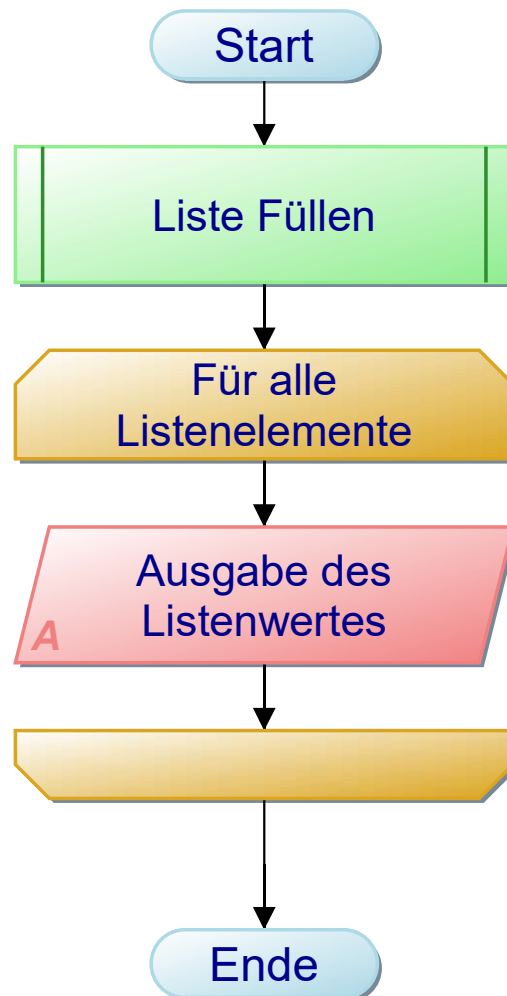 Start
Liste Füllen
Für alle
Listenelemente
Ausgabe des
Listenwertes
A
Ende